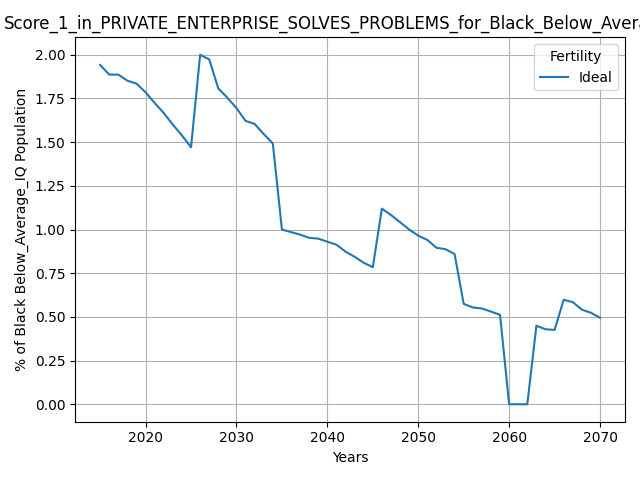 Score_1_in_PRIVATE_ENTERPRISE_SOLVES_PROBLEMS_for_Black_Below_Avera
Fertility
Ideal
2.00
1.75
1.50
1.25
1.00
0.75
0.50
0.25
0.00
% of Black Below_Average_IQ Population
2020 2030 2040 2050 2060 2070
Years